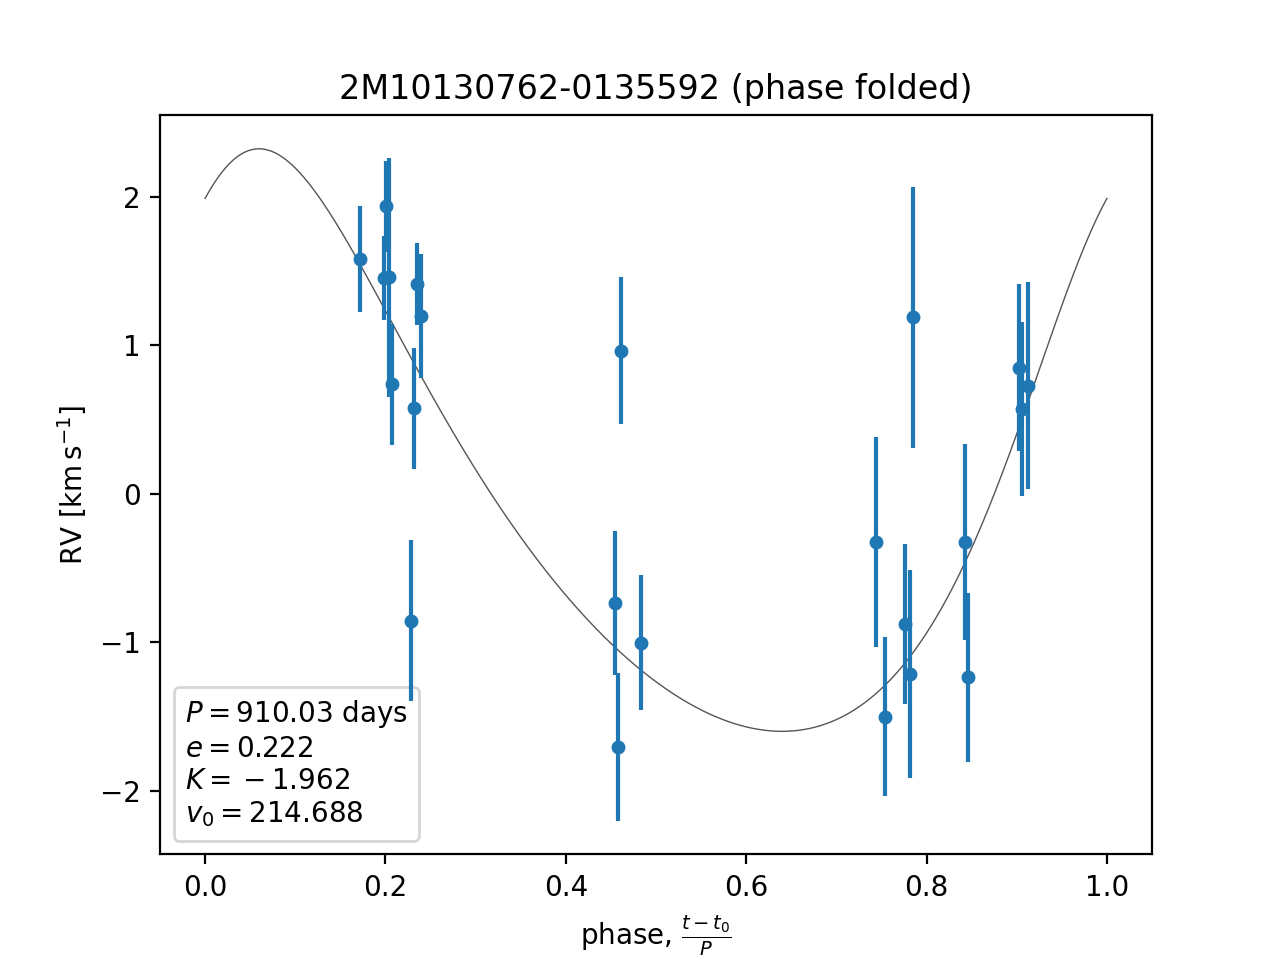 2M10130762-0135592 (phase folded)
RV [km s⁻¹]
2
1
0
−1
−2
P = 910.03 days
e = 0.222
K = −1.962
v₀ = 214.688
0.0 0.2 0.4 0.6 0.8 1.0
phase, (t − t₀)/P